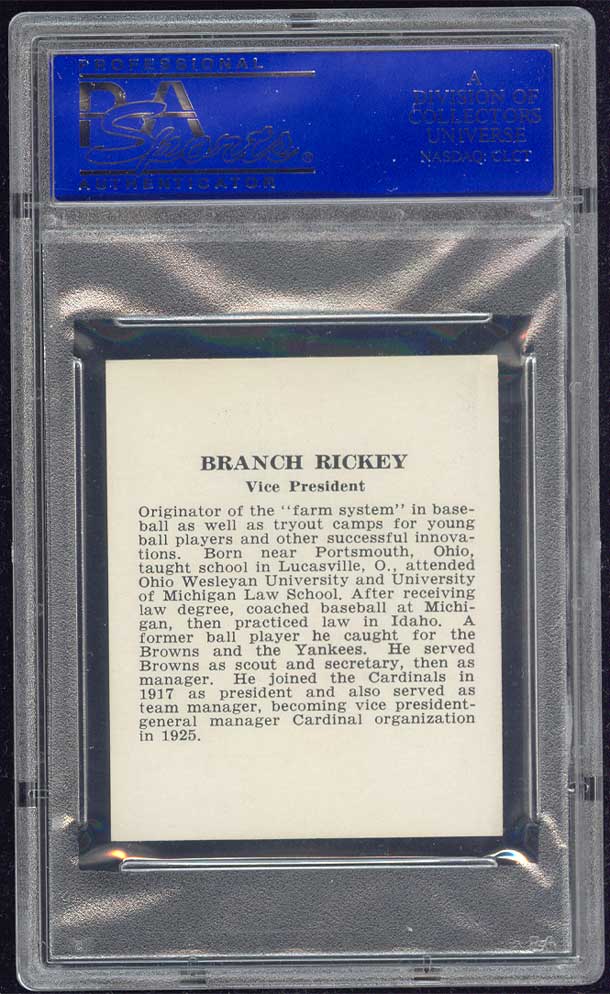 PROFESSIONAL
PSA
Sports®
AUTHENTICATOR
A
DIVISION OF
COLLECTORS
UNIVERSE
NASDAQ: CLCT
BRANCH RICKEY
Vice President
Originator of the "farm system" in base-
ball as well as tryout camps for young
ball players and other successful innova-
tions. Born near Portsmouth, Ohio,
taught school in Lucasville, O., attended
Ohio Wesleyan University and University
of Michigan Law School. After receiving
law degree, coached baseball at Michi-
gan, then practiced law in Idaho. A
former ball player he caught for the
Browns and the Yankees. He served
Browns as scout and secretary, then as
manager. He joined the Cardinals in
1917 as president and also served as
team manager, becoming vice president-
general manager Cardinal organization
in 1925.
PSA